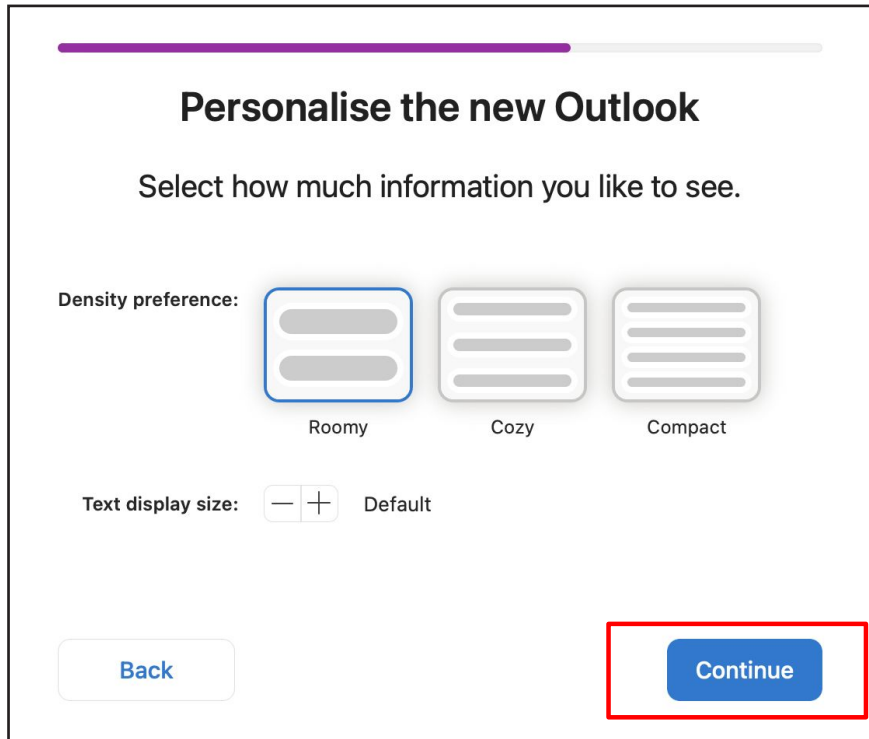 Personalise the new Outlook
Select how much information you like to see.
Density preference:
Roomy
Cozy
Compact
Text display size:
Default
Back
Continue